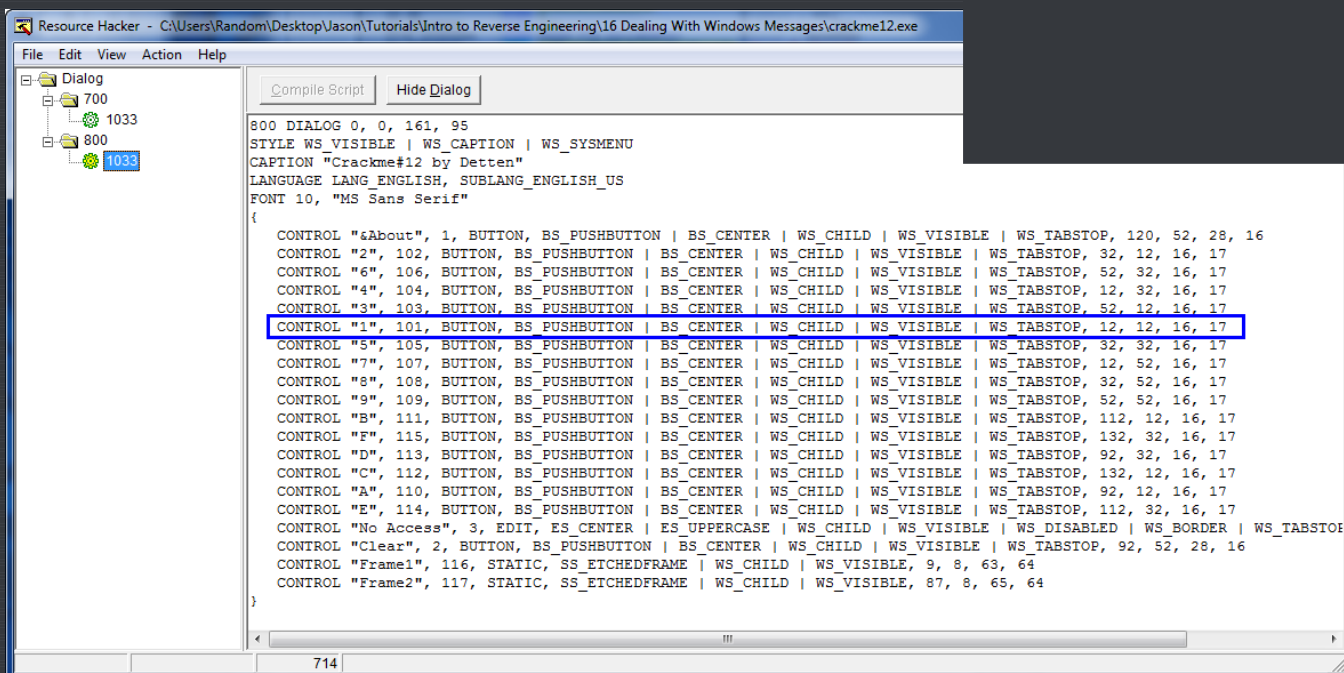 Resource Hacker - C:\Users\Random\Desktop\Jason\Tutorials\Intro to Reverse Engineering\16 Dealing With Windows Messages\crackme12.exe
File Edit View Action Help
Dialog
700
1033
800
1033
Compile Script Hide Dialog
800 DIALOG 0, 0, 161, 95
STYLE WS_VISIBLE | WS_CAPTION | WS_SYSMENU
CAPTION "Crackme#12 by Detten"
LANGUAGE LANG_ENGLISH, SUBLANG_ENGLISH_US
FONT 10, "MS Sans Serif"
{
CONTROL "&About", 1, BUTTON, BS_PUSHBUTTON | BS_CENTER | WS_CHILD | WS_VISIBLE | WS_TABSTOP, 120, 52, 28, 16
CONTROL "2", 102, BUTTON, BS_PUSHBUTTON | BS_CENTER | WS_CHILD | WS_VISIBLE | WS_TABSTOP, 32, 12, 16, 17
CONTROL "6", 106, BUTTON, BS_PUSHBUTTON | BS_CENTER | WS_CHILD | WS_VISIBLE | WS_TABSTOP, 52, 32, 16, 17
CONTROL "4", 104, BUTTON, BS_PUSHBUTTON | BS_CENTER | WS_CHILD | WS_VISIBLE | WS_TABSTOP, 12, 32, 16, 17
CONTROL "3", 103, BUTTON, BS_PUSHBUTTON | BS_CENTER | WS_CHILD | WS_VISIBLE | WS_TABSTOP, 52, 12, 16, 17
CONTROL "1", 101, BUTTON, BS_PUSHBUTTON | BS_CENTER | WS_CHILD | WS_VISIBLE | WS_TABSTOP, 12, 12, 16, 17
CONTROL "5", 105, BUTTON, BS_PUSHBUTTON | BS_CENTER | WS_CHILD | WS_VISIBLE | WS_TABSTOP, 32, 32, 16, 17
CONTROL "7", 107, BUTTON, BS_PUSHBUTTON | BS_CENTER | WS_CHILD | WS_VISIBLE | WS_TABSTOP, 12, 52, 16, 17
CONTROL "8", 108, BUTTON, BS_PUSHBUTTON | BS_CENTER | WS_CHILD | WS_VISIBLE | WS_TABSTOP, 32, 52, 16, 17
CONTROL "9", 109, BUTTON, BS_PUSHBUTTON | BS_CENTER | WS_CHILD | WS_VISIBLE | WS_TABSTOP, 52, 52, 16, 17
CONTROL "B", 111, BUTTON, BS_PUSHBUTTON | BS_CENTER | WS_CHILD | WS_VISIBLE | WS_TABSTOP, 112, 12, 16, 17
CONTROL "F", 115, BUTTON, BS_PUSHBUTTON | BS_CENTER | WS_CHILD | WS_VISIBLE | WS_TABSTOP, 132, 32, 16, 17
CONTROL "D", 113, BUTTON, BS_PUSHBUTTON | BS_CENTER | WS_CHILD | WS_VISIBLE | WS_TABSTOP, 92, 32, 16, 17
CONTROL "C", 112, BUTTON, BS_PUSHBUTTON | BS_CENTER | WS_CHILD | WS_VISIBLE | WS_TABSTOP, 132, 12, 16, 17
CONTROL "A", 110, BUTTON, BS_PUSHBUTTON | BS_CENTER | WS_CHILD | WS_VISIBLE | WS_TABSTOP, 92, 12, 16, 17
CONTROL "E", 114, BUTTON, BS_PUSHBUTTON | BS_CENTER | WS_CHILD | WS_VISIBLE | WS_TABSTOP, 112, 32, 16, 17
CONTROL "No Access", 3, EDIT, ES_CENTER | ES_UPPERCASE | WS_CHILD | WS_VISIBLE | WS_DISABLED | WS_BORDER | WS_TABSTOP
CONTROL "Clear", 2, BUTTON, BS_PUSHBUTTON | BS_CENTER | WS_CHILD | WS_VISIBLE | WS_TABSTOP, 92, 52, 28, 16
CONTROL "Frame1", 116, STATIC, SS_ETCHEDFRAME | WS_CHILD | WS_VISIBLE, 9, 8, 63, 64
CONTROL "Frame2", 117, STATIC, SS_ETCHEDFRAME | WS_CHILD | WS_VISIBLE, 87, 8, 65, 64
}
714